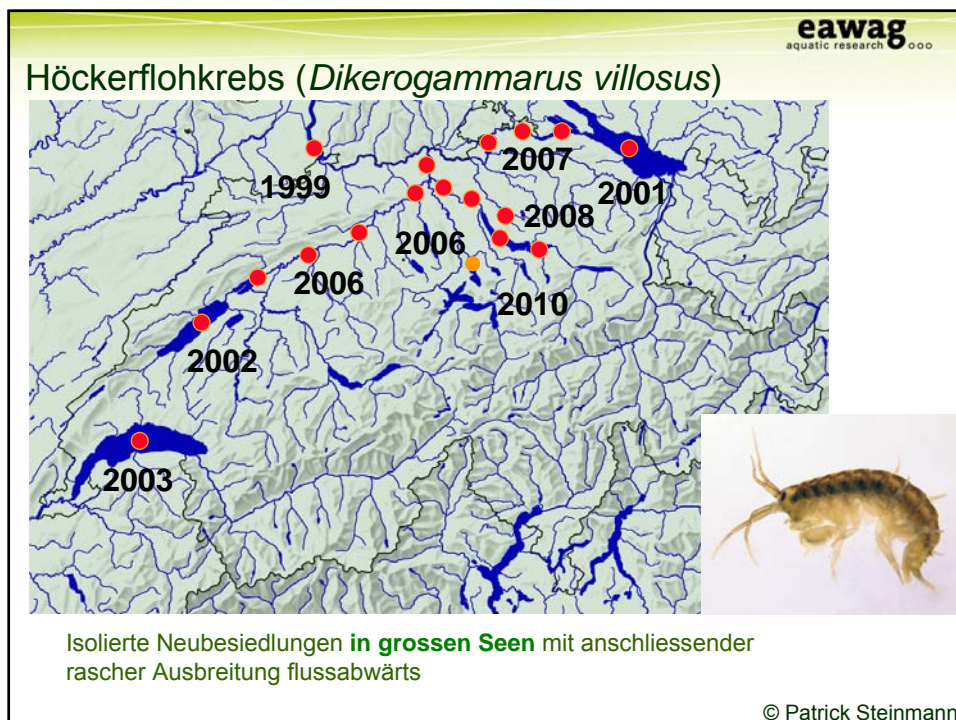 eawag
aquatic research ooo
Höckerflohkrebs (Dikerogammarus villosus)
1999
2007
2001
2008
2006
2006
2010
2002
2003
Isolierte Neubesiedlungen in grossen Seen mit anschliessender
rascher Ausbreitung flussabwärts
© Patrick Steinmann